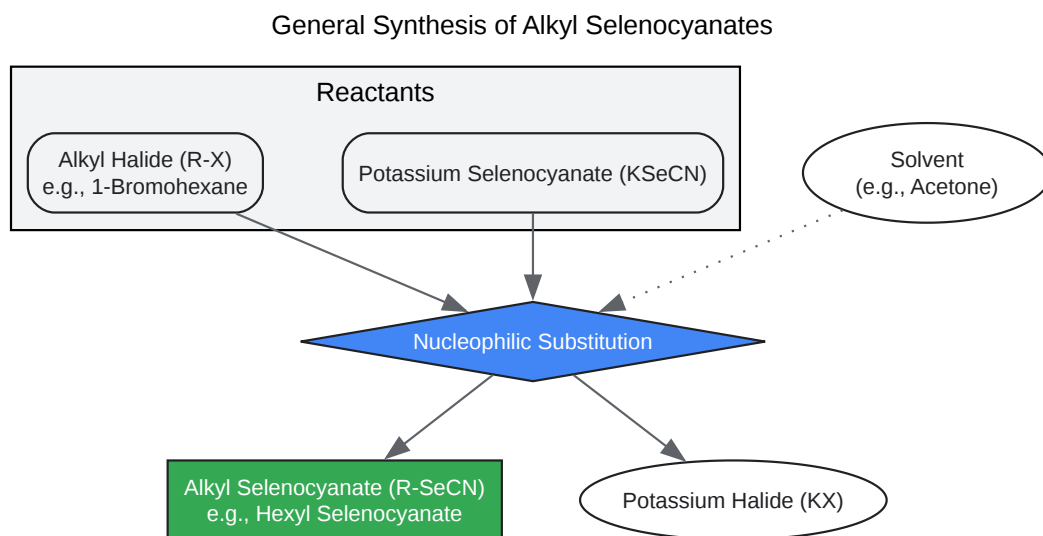 General Synthesis of Alkyl Selenocyanates
Reactants
Alkyl Halide (R-X)
e.g., 1-Bromohexane
Potassium Selenocyanate (KSeCN)
Solvent
(e.g., Acetone)
Nucleophilic Substitution
Alkyl Selenocyanate (R-SeCN)
e.g., Hexyl Selenocyanate
Potassium Halide (KX)